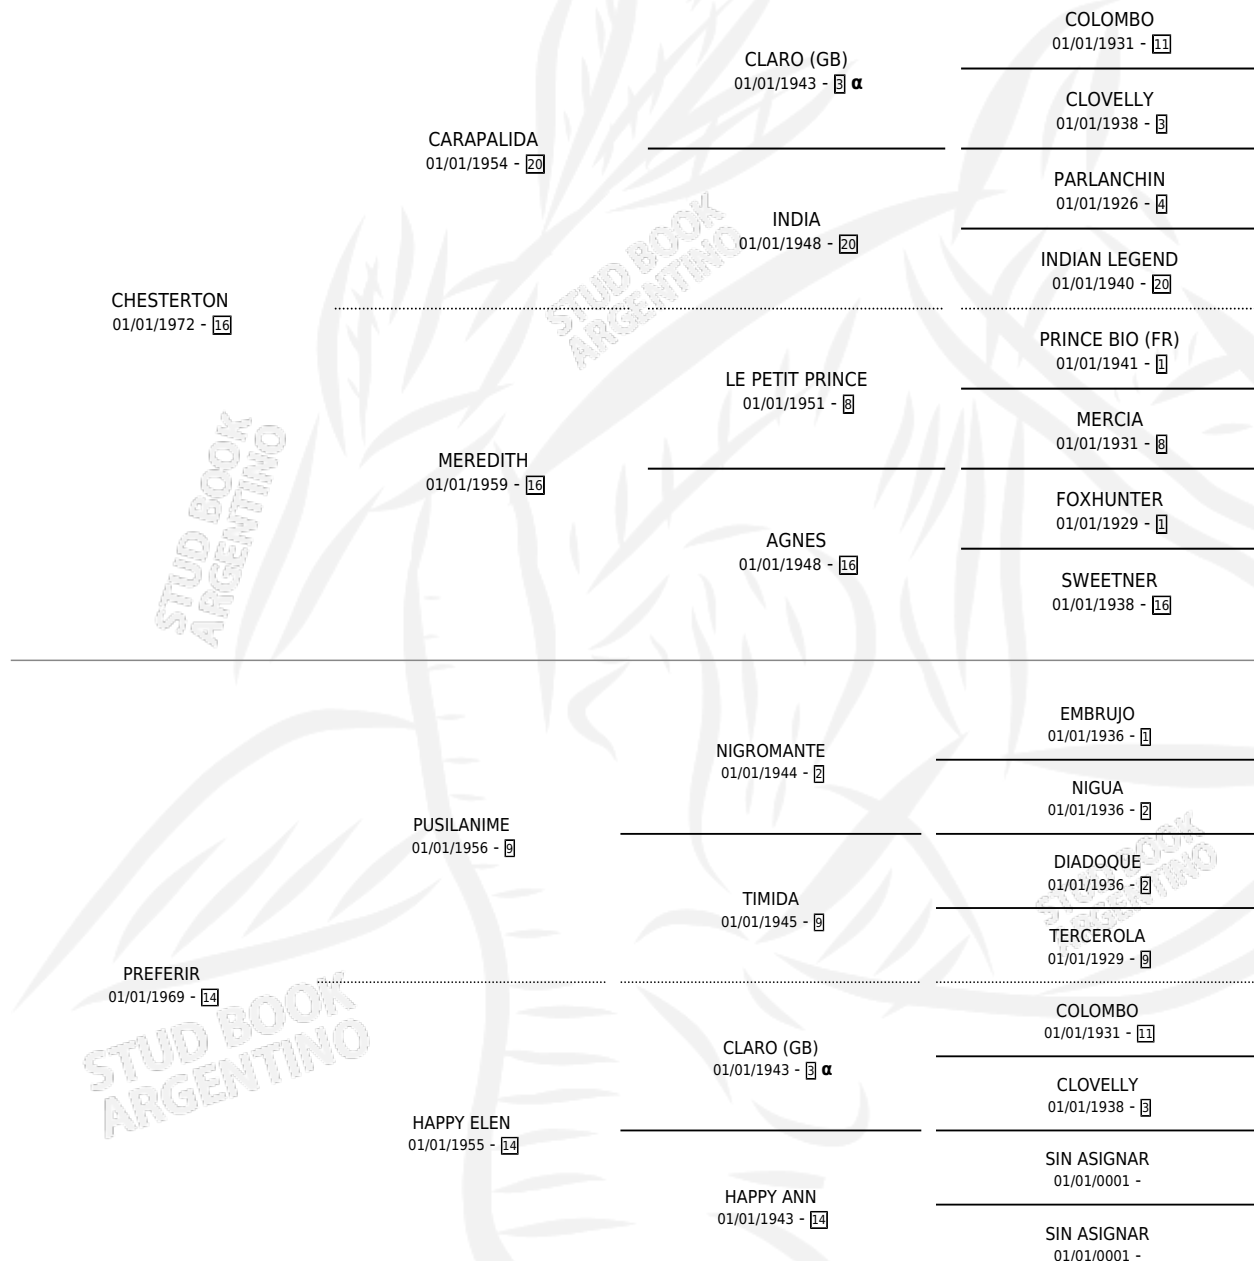 COLOMBO
01/01/1931 - 11
CLARO (GB)
01/01/1943 - 3 α
CLOVELLY
01/01/1938 - 3
CARAPALIDA
01/01/1954 - 20
PARLANCHIN
01/01/1926 - 4
INDIA
01/01/1948 - 20
INDIAN LEGEND
01/01/1940 - 20
STUD BOOK
ARGENTINO
CHESTERTON
01/01/1972 - 16
PRINCE BIO (FR)
01/01/1941 - 1
LE PETIT PRINCE
01/01/1951 - 8
MERCIA
01/01/1931 - 8
MEREDITH
01/01/1959 - 16
FOXHUNTER
01/01/1929 - 1
AGNES
01/01/1948 - 16
SWEETNER
01/01/1938 - 16
STUD BOOK
ARGENTINO
EMBRUJO
01/01/1936 - 1
NIGROMANTE
01/01/1944 - 2
NIGUA
01/01/1936 - 2
PUSILANIME
01/01/1956 - 9
DIADOQUE
01/01/1936 - 2
TIMIDA
01/01/1945 - 9
TERCEROLA
01/01/1929 - 9
STUD BOOK
ARGENTINO
PREFERIR
01/01/1969 - 14
STUD BOOK
ARGENTINO
COLOMBO
01/01/1931 - 11
CLARO (GB)
01/01/1943 - 3 α
CLOVELLY
01/01/1938 - 3
HAPPY ELEN
01/01/1955 - 14
SIN ASIGNAR
01/01/0001 -
HAPPY ANN
01/01/1943 - 14
SIN ASIGNAR
01/01/0001 -